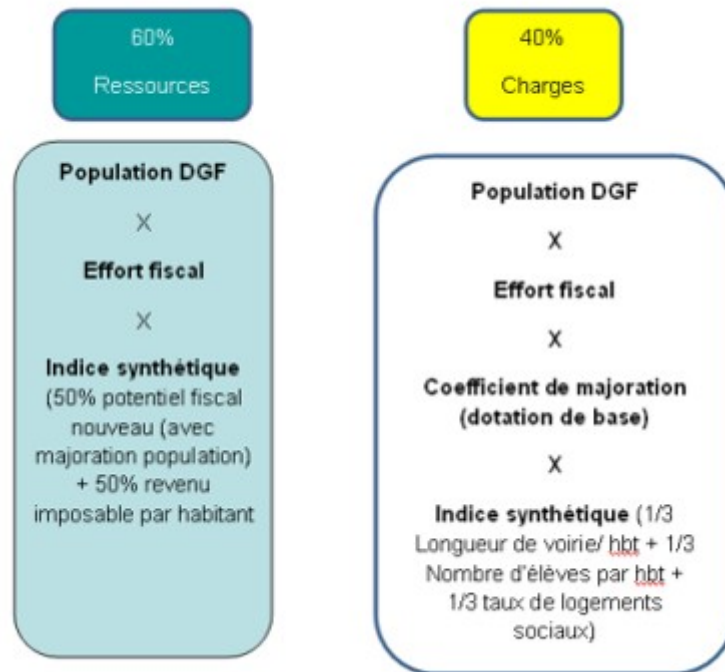 60%
Ressources
Population DGF
X
Effort fiscal
X
Indice synthétique
(50% potentiel fiscal
nouveau (avec
majoration population)
+ 50% revenu
imposable par habitant
40%
Charges
Population DGF
X
Effort fiscal
X
Coefficient de majoration
(dotation de base)
X
Indice synthétique (1/3
Longueur de voirie/ hbt + 1/3
Nombre d'élèves par hbt +
1/3 taux de logements
sociaux)